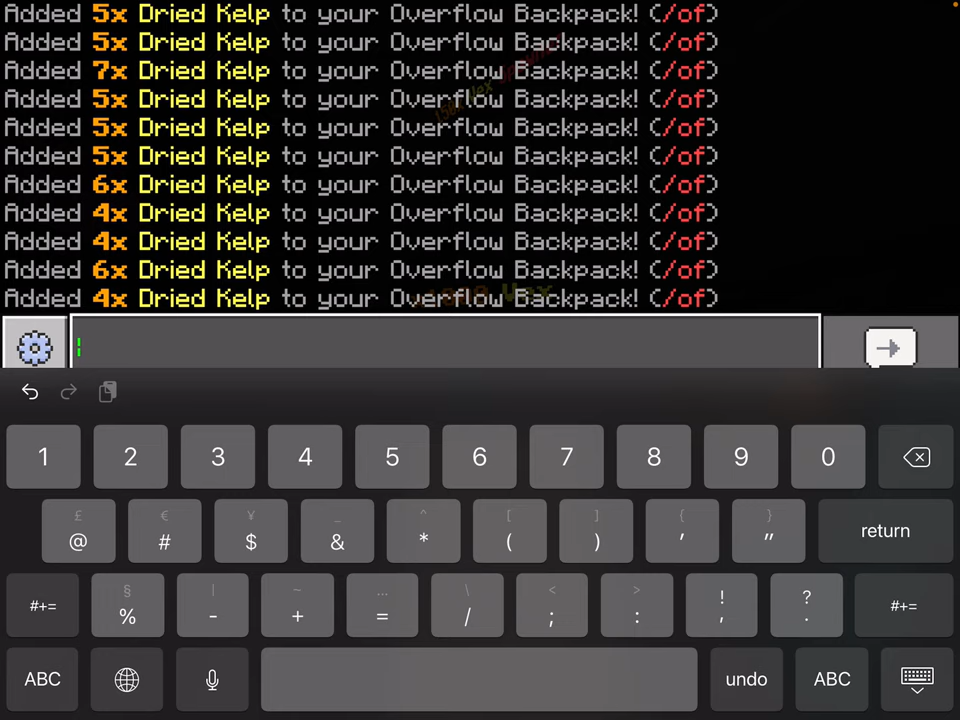 Added 5x Dried Kelp to your Overflow Backpack! (/of)
Added 5x Dried Kelp to your Overflow Backpack! (/of)
Added 7x Dried Kelp to your Overflow Backpack! (/of)
Added 5x Dried Kelp to your Overflow Backpack! (/of)
Added 5x Dried Kelp to your Overflow Backpack! (/of)
Added 5x Dried Kelp to your Overflow Backpack! (/of)
Added 6x Dried Kelp to your Overflow Backpack! (/of)
Added 4x Dried Kelp to your Overflow Backpack! (/of)
Added 4x Dried Kelp to your Overflow Backpack! (/of)
Added 6x Dried Kelp to your Overflow Backpack! (/of)
Added 4x Dried Kelp to your Overflow Backpack! (/of)
1 2 3 4 5 6 7 8 9 0
£ € ¥ _ ^ [ ] { }
@ # $ & * ( ) ' " return
§ | ~ … \ < > ! ?
#+= % - + = / ; : , . #+=
ABC undo ABC